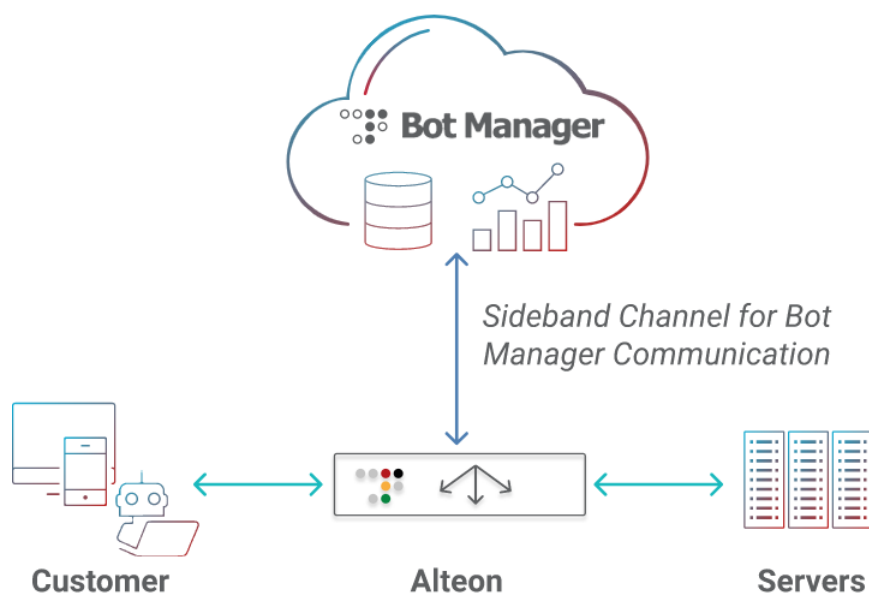 Bot Manager
Sideband Channel for Bot
Manager Communication
Customer
Alteon
Servers